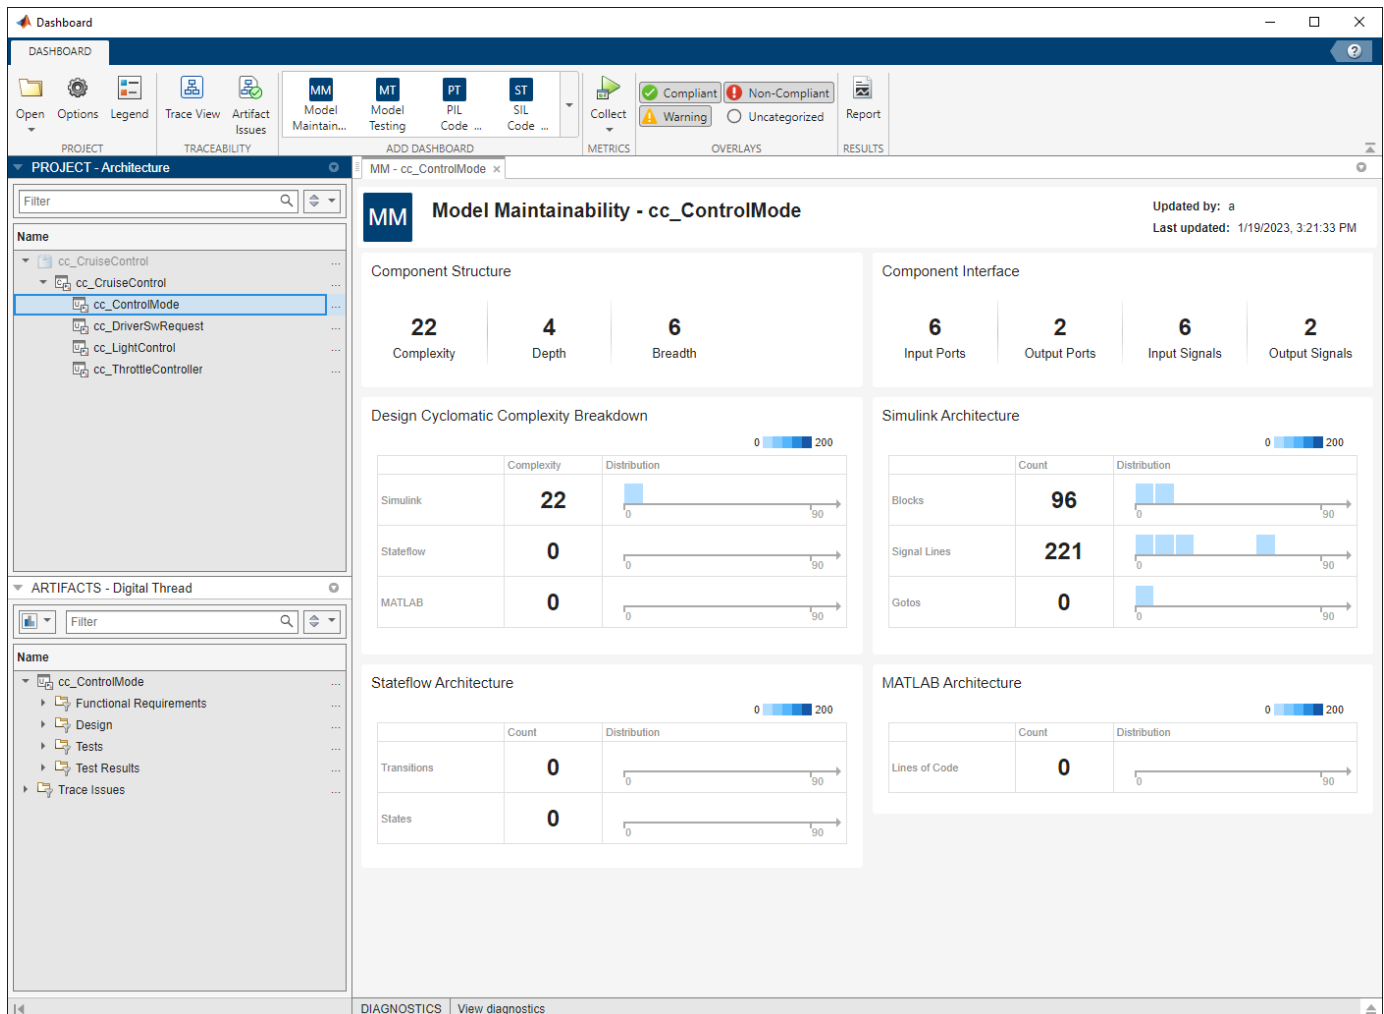 Dashboard
DASHBOARD
?
Open
Options
Legend
Trace View
Artifact
Issues
MM
Model
Maintain...
MT
Model
Testing
PT
PIL
Code ...
ST
SIL
Code ...
Collect
Compliant
Non-Compliant
Warning
Uncategorized
Report
PROJECT
TRACEABILITY
ADD DASHBOARD
METRICS
OVERLAYS
RESULTS
PROJECT - Architecture
Filter
Name
cc_CruiseControl ...
cc_CruiseControl ...
cc_ControlMode ...
cc_DriverSwRequest ...
cc_LightControl ...
cc_ThrottleController ...
ARTIFACTS - Digital Thread
Filter
Name
cc_ControlMode ...
Functional Requirements ...
Design ...
Tests ...
Test Results ...
Trace Issues ...
MM - cc_ControlMode
MM
Model Maintainability - cc_ControlMode
Updated by: a
Last updated: 1/19/2023, 3:21:33 PM
Component Structure
22
Complexity
4
Depth
6
Breadth
Component Interface
6
Input Ports
2
Output Ports
6
Input Signals
2
Output Signals
Design Cyclomatic Complexity Breakdown
0 200
Complexity Distribution
Simulink 22
0 90
Stateflow 0
0 90
MATLAB 0
0 90
Simulink Architecture
0 200
Count Distribution
Blocks 96
0 90
Signal Lines 221
0 90
Gotos 0
0 90
Stateflow Architecture
0 200
Count Distribution
Transitions 0
0 90
States 0
0 90
MATLAB Architecture
0 200
Count Distribution
Lines of Code 0
0 90
DIAGNOSTICS View diagnostics